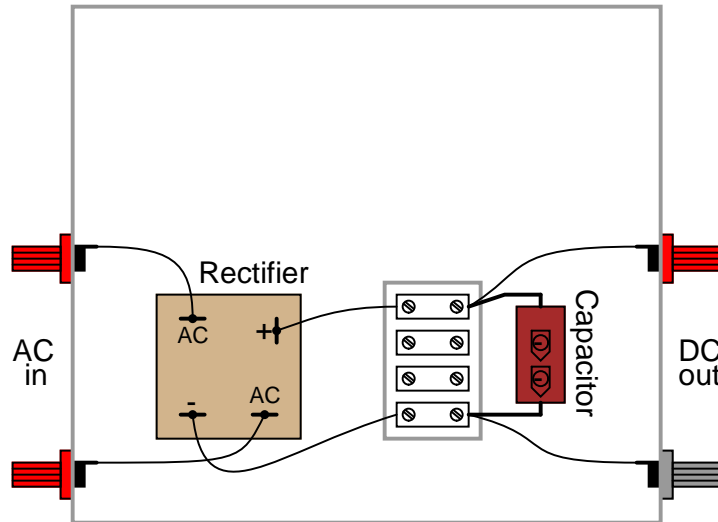 Rectifier
AC
+
-
AC
AC
in
Capacitor
DC
out